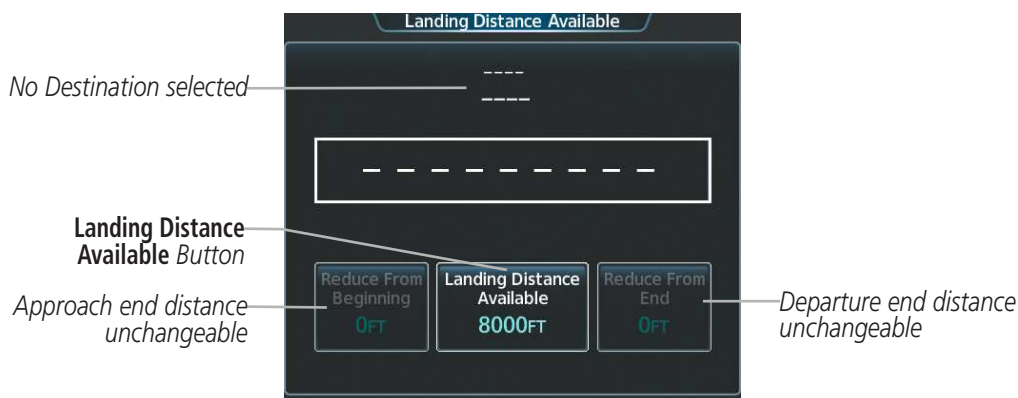 Landing Distance Available
No Destination selected
----
----
- - - - - - - - -
Landing Distance
Available Button
Reduce From
Beginning
0FT
Landing Distance
Available
8000FT
Reduce From
End
0FT
Approach end distance
unchangeable
Departure end distance
unchangeable